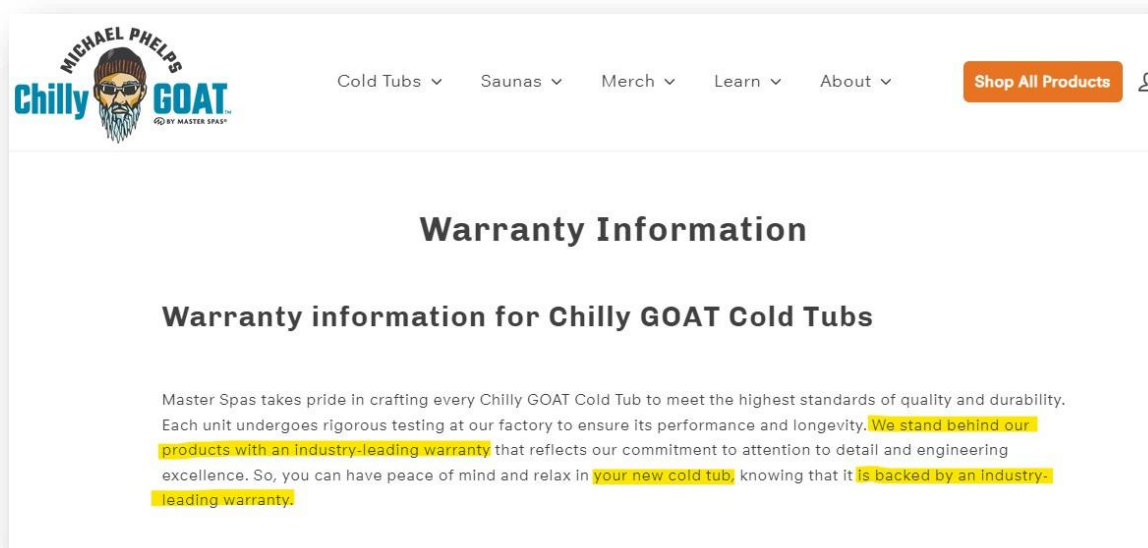 MICHAEL PHELPS
Chilly GOAT™
BY MASTER SPAS®
Cold Tubs
Saunas
Merch
Learn
About
Shop All Products
Warranty Information
Warranty information for Chilly GOAT Cold Tubs
Master Spas takes pride in crafting every Chilly GOAT Cold Tub to meet the highest standards of quality and durability.
Each unit undergoes rigorous testing at our factory to ensure its performance and longevity. We stand behind our
products with an industry-leading warranty that reflects our commitment to attention to detail and engineering
excellence. So, you can have peace of mind and relax in your new cold tub, knowing that it is backed by an industry-
leading warranty.